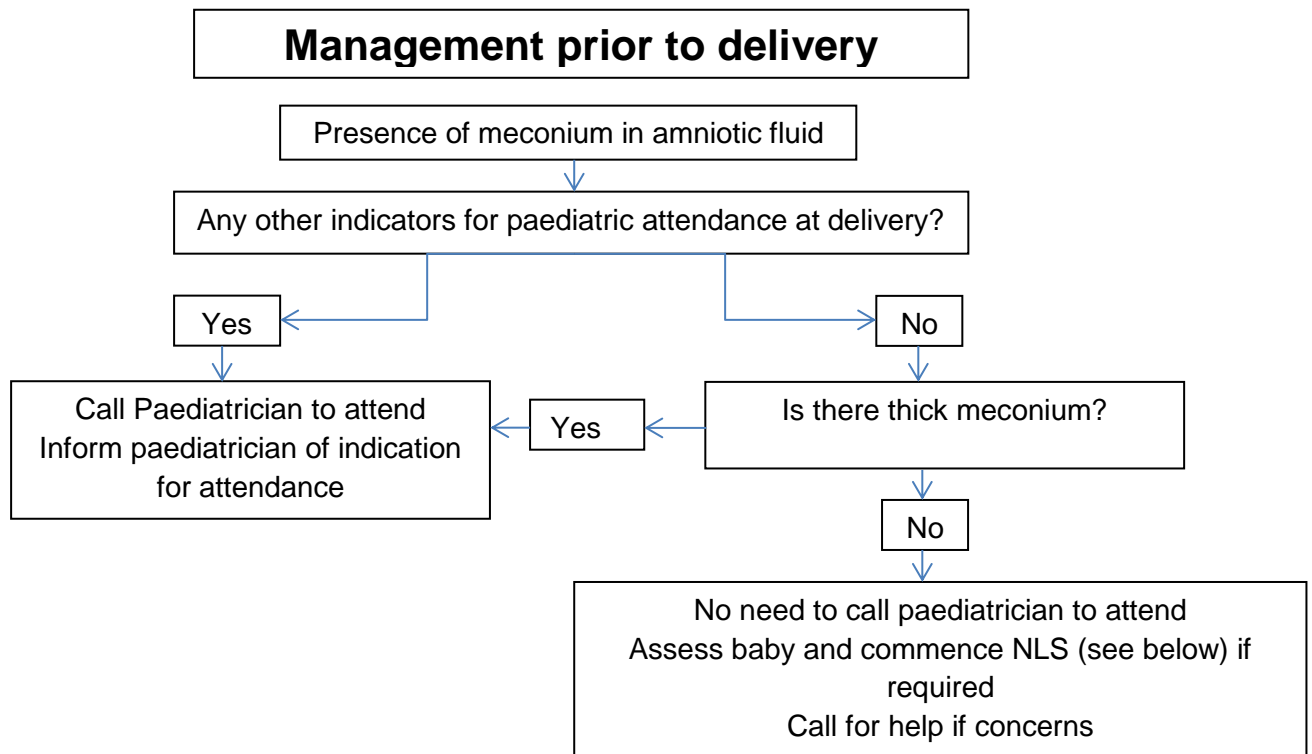 Management prior to delivery
Presence of meconium in amniotic fluid
Any other indicators for paediatric attendance at delivery?
Yes
No
Call Paediatrician to attend
Inform paediatrician of indication
for attendance
Yes
Is there thick meconium?
No
No need to call paediatrician to attend
Assess baby and commence NLS (see below) if
required
Call for help if concerns